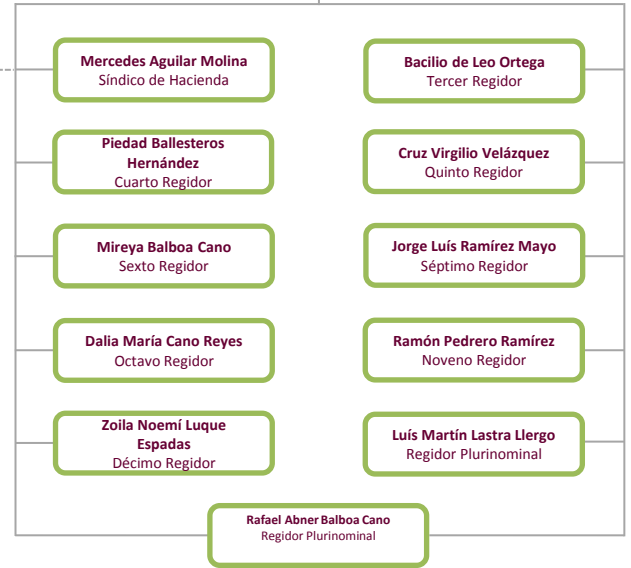 Mercedes Aguilar Molina
Síndico de Hacienda
Bacilio de Leo Ortega
Tercer Regidor
Piedad Ballesteros
Hernández
Cuarto Regidor
Cruz Virgilio Velázquez
Quinto Regidor
Mireya Balboa Cano
Sexto Regidor
Jorge Luís Ramírez Mayo
Séptimo Regidor
Dalia María Cano Reyes
Octavo Regidor
Ramón Pedrero Ramírez
Noveno Regidor
Zoila Noemí Luque
Espadas
Décimo Regidor
Luís Martín Lastra Llergo
Regidor Plurinominal
Rafael Abner Balboa Cano
Regidor Plurinominal